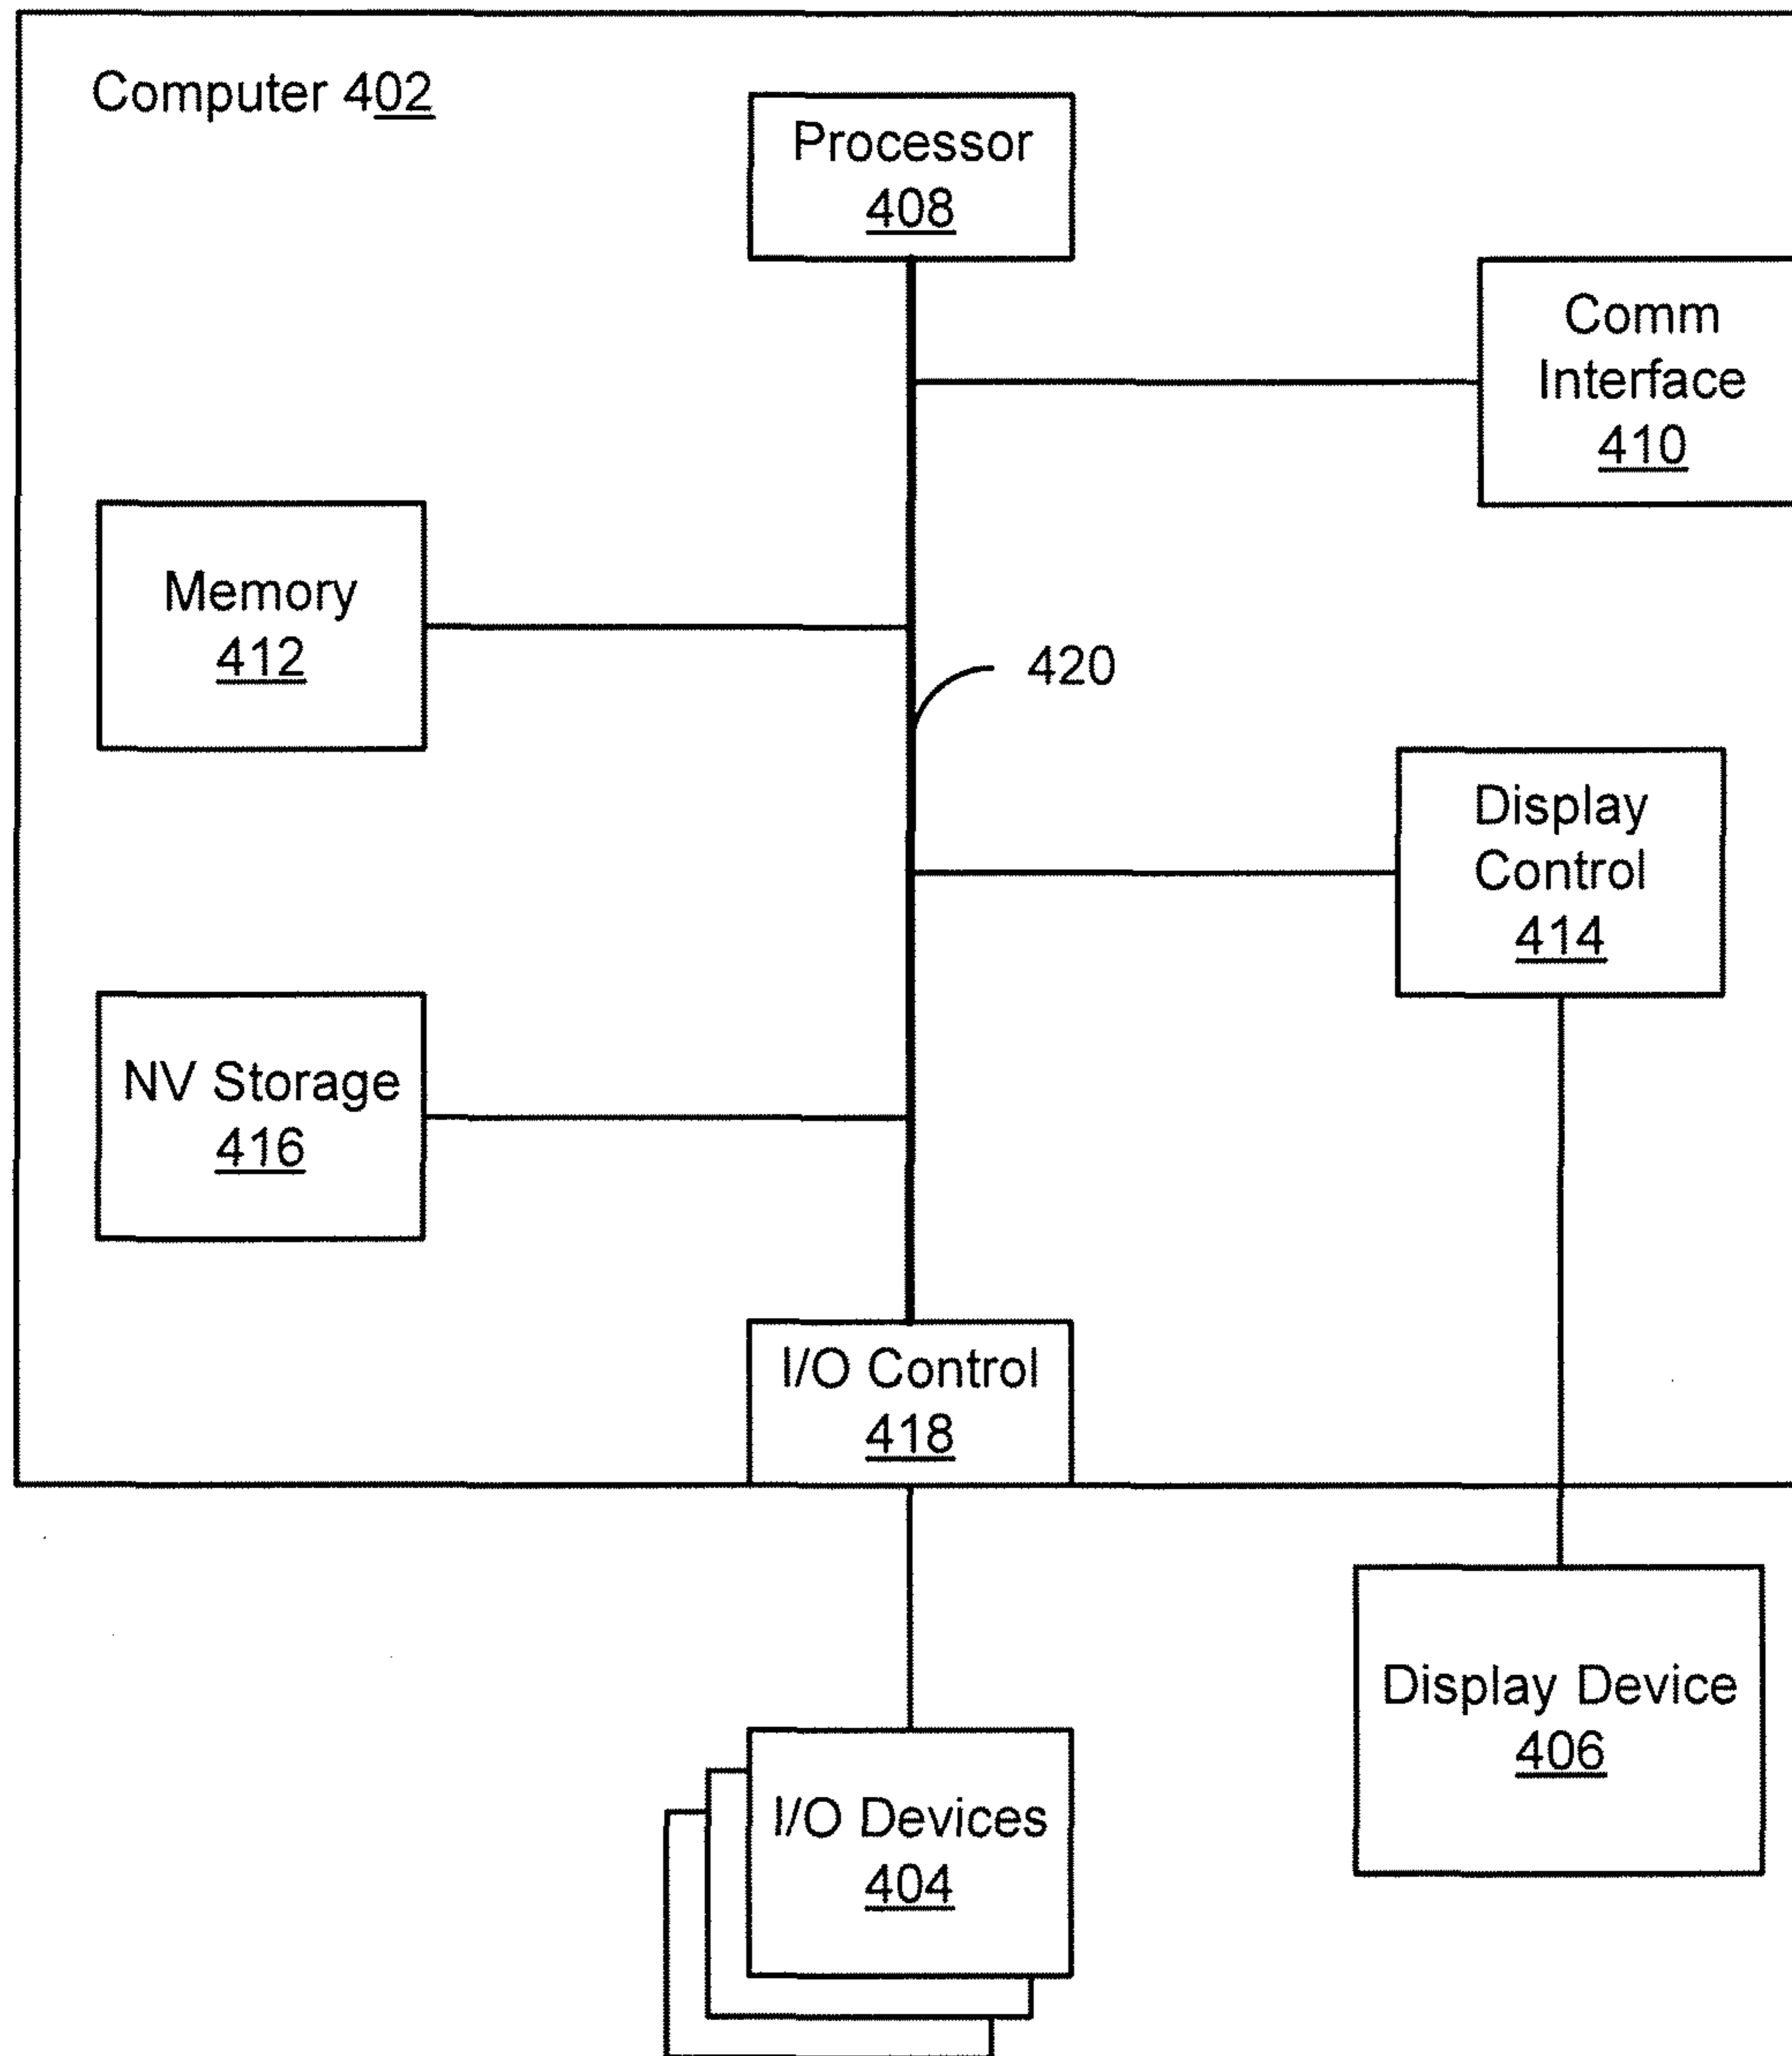 Computer 402
Processor
408
Comm
Interface
410
Memory
412
420
Display
Control
414
NV Storage
416
I/O Control
418
Display Device
406
I/O Devices
404